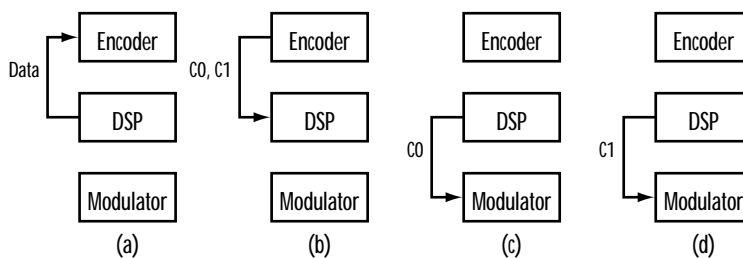 Encoder
Data
DSP
Modulator
(a)
Encoder
C0, C1
DSP
Modulator
(b)
Encoder
DSP
C0
Modulator
(c)
Encoder
DSP
C1
Modulator
(d)